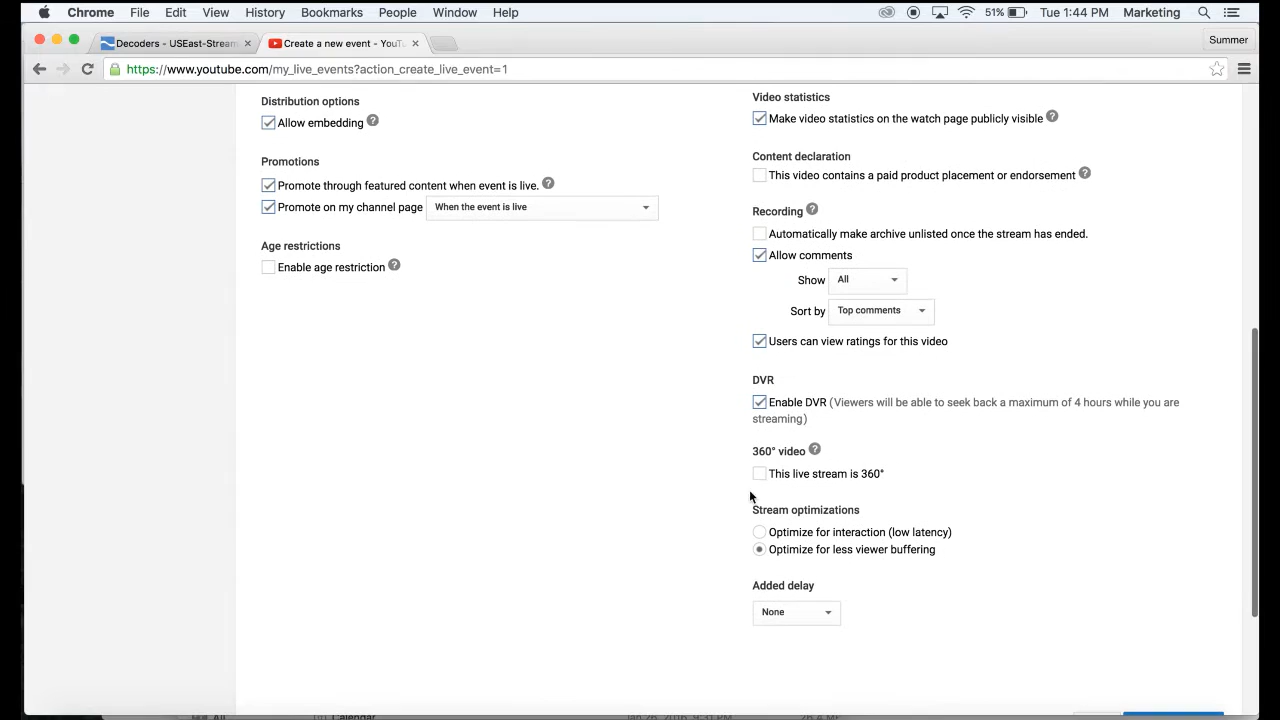 Chrome File Edit View History Bookmarks People Window Help 51% Tue 1:44 PM Marketing
Decoders - USEast-Stream
Create a new event - YouTu
Summer
https://www.youtube.com/my_live_events?action_create_live_event=1
Distribution options
Allow embedding ?
Promotions
Promote through featured content when event is live. ?
Promote on my channel page When the event is live
Age restrictions
Enable age restriction ?
Video statistics
Make video statistics on the watch page publicly visible ?
Content declaration
This video contains a paid product placement or endorsement ?
Recording ?
Automatically make archive unlisted once the stream has ended.
Allow comments
Show All
Sort by Top comments
Users can view ratings for this video
DVR
Enable DVR (Viewers will be able to seek back a maximum of 4 hours while you are
streaming)
360° video ?
This live stream is 360°
Stream optimizations
Optimize for interaction (low latency)
Optimize for less viewer buffering
Added delay
None